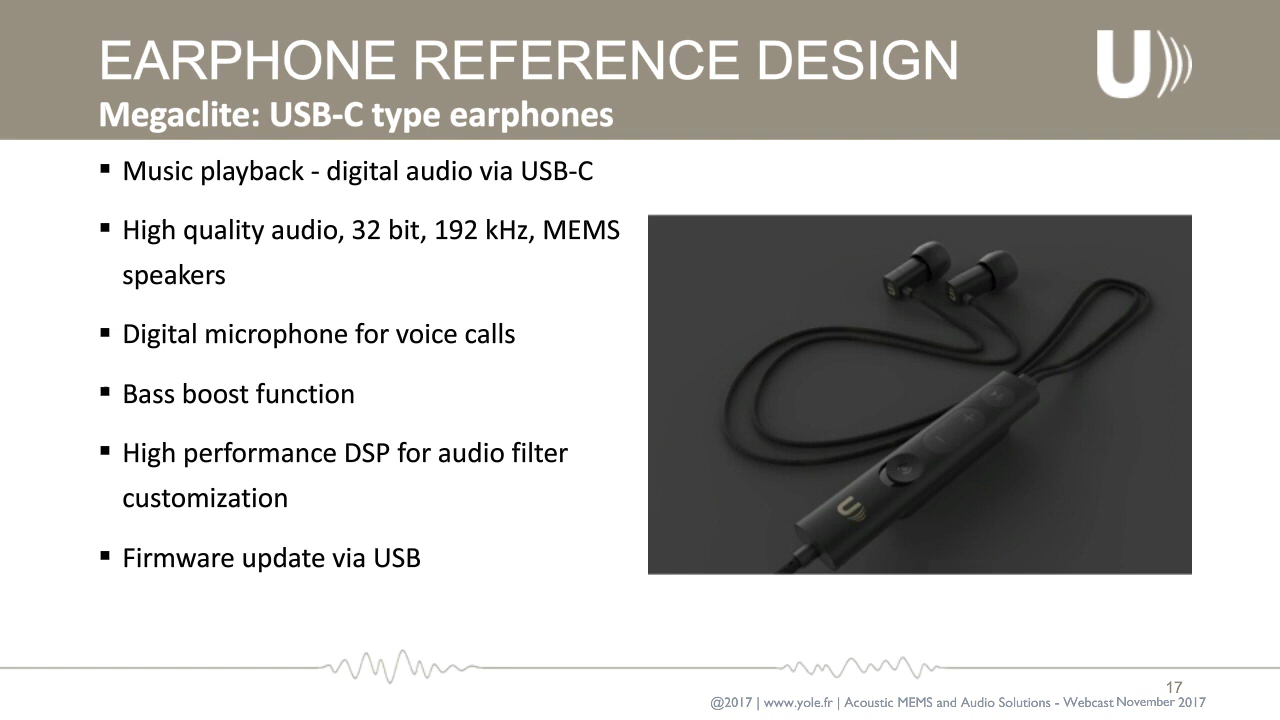 EARPHONE REFERENCE DESIGN
U
Megaclite: USB-C type earphones
▪ Music playback - digital audio via USB-C
▪ High quality audio, 32 bit, 192 kHz, MEMS
speakers
▪ Digital microphone for voice calls
▪ Bass boost function
▪ High performance DSP for audio filter
customization
▪ Firmware update via USB
U
17
@2017 | www.yole.fr | Acoustic MEMS and Audio Solutions - Webcast November 2017